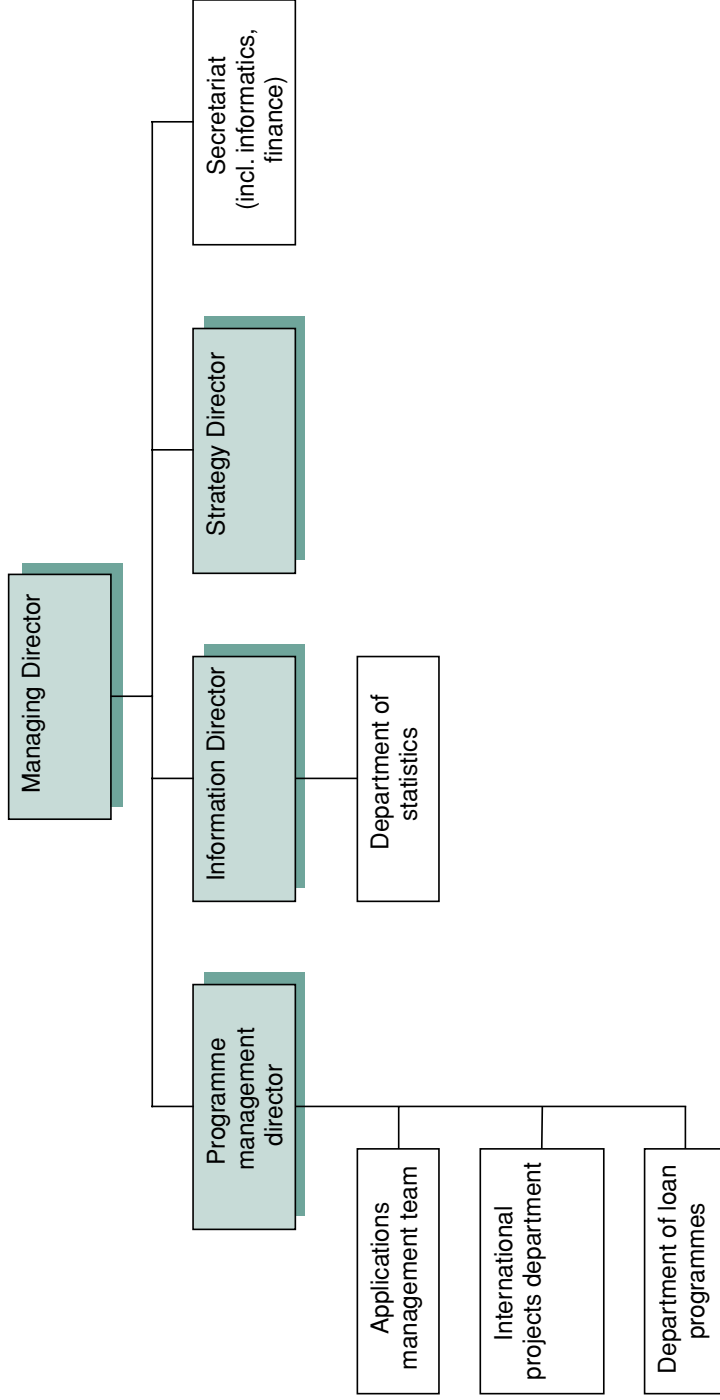 Managing Director
Programme
management
director
Information Director
Strategy Director
Secretariat
(incl. informatics,
finance)
Applications
management team
International
projects department
Department of loan
programmes
Department of
statistics